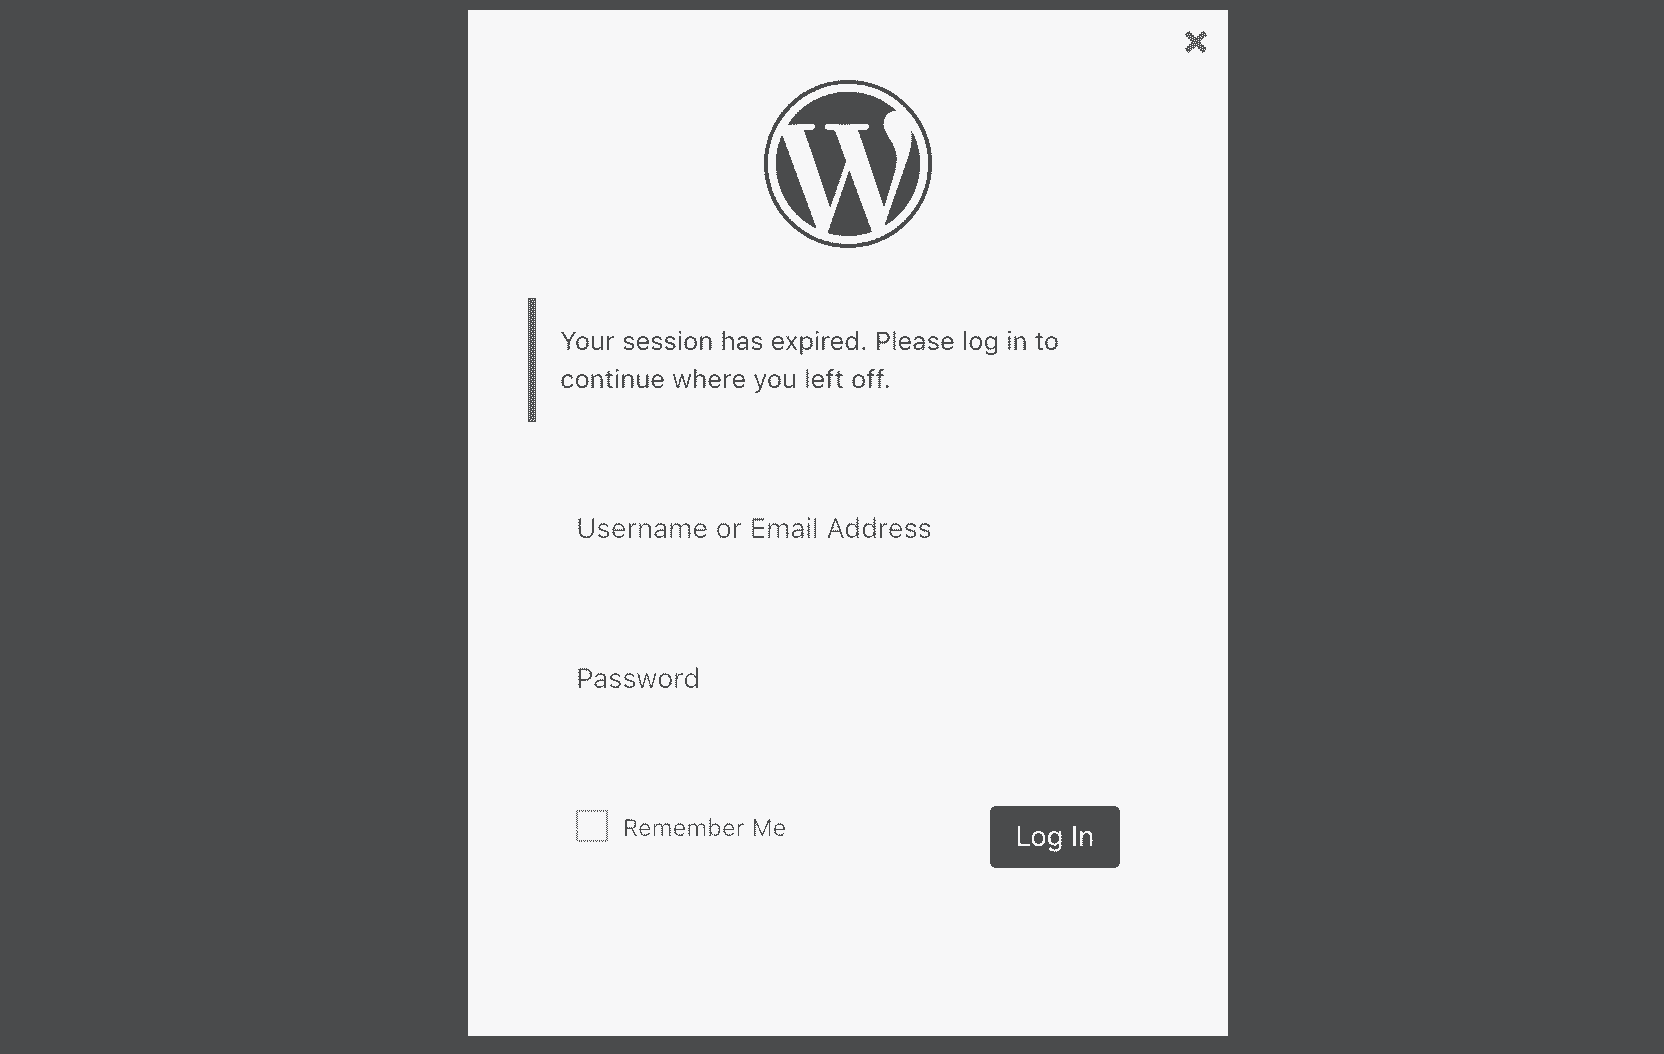 Your session has expired. Please log in to
continue where you left off.
Username or Email Address
Password
Remember Me
Log In